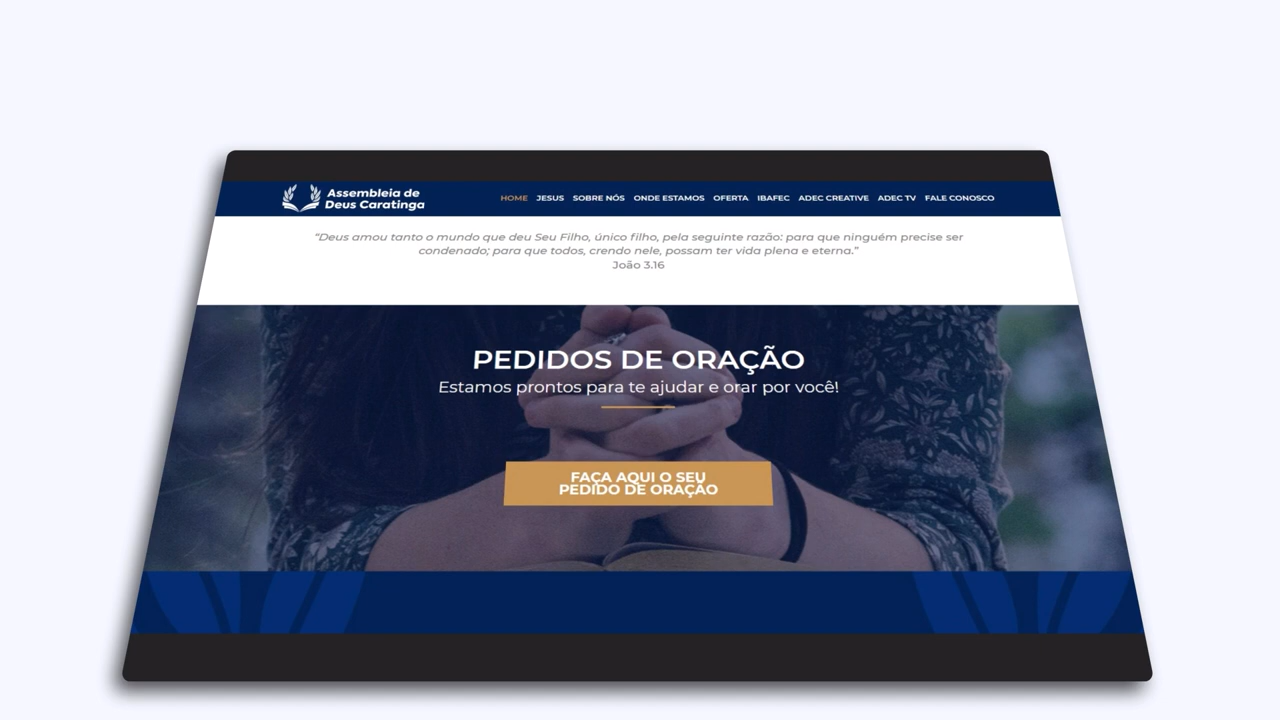 Assembleia de
Deus Caratinga
HOME JESUS SOBRE NÓS ONDE ESTAMOS OFERTA IBAFEC ADEC CREATIVE ADEC TV FALE CONOSCO
“Deus amou tanto o mundo que deu Seu Filho, único filho, pela seguinte razão: para que ninguém precise ser
condenado; para que todos, crendo nele, possam ter vida plena e eterna.”
João 3.16
PEDIDOS DE ORAÇÃO
Estamos prontos para te ajudar e orar por você!
FAÇA AQUI O SEU
PEDIDO DE ORAÇÃO